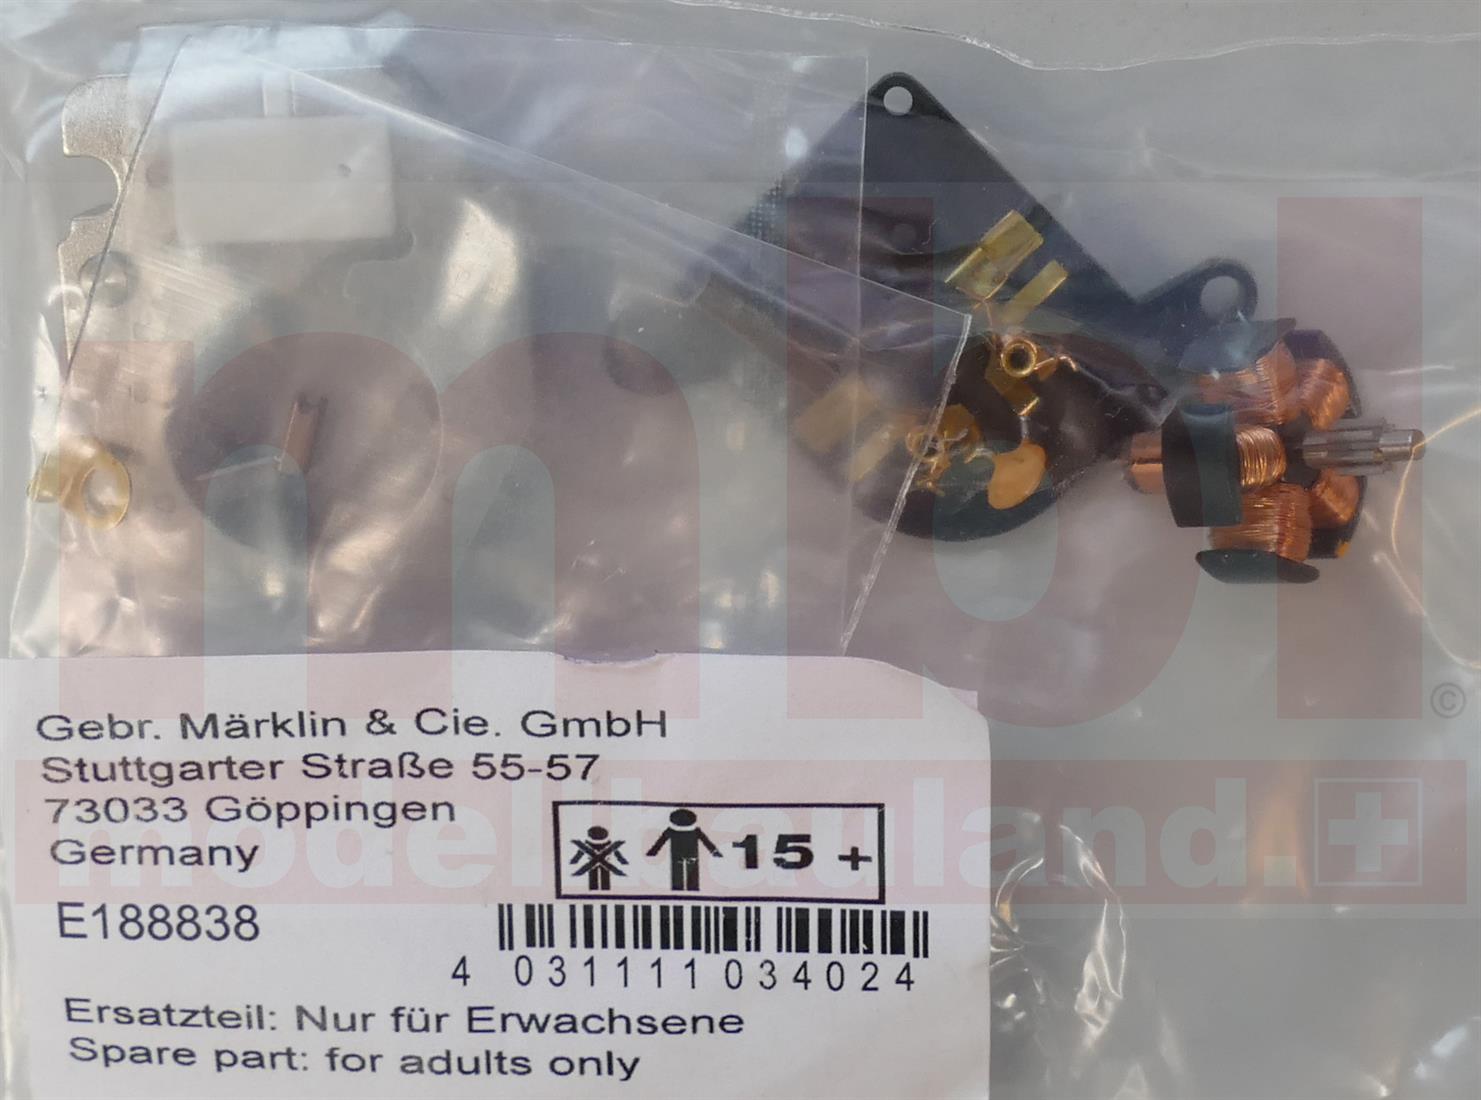 mbl
©
modellbauland.
Gebr. Märklin & Cie. GmbH
Stuttgarter Straße 55-57
73033 Göppingen
Germany
15 +
E188838
4 031111 034024
Ersatzteil: Nur für Erwachsene
Spare part: for adults only